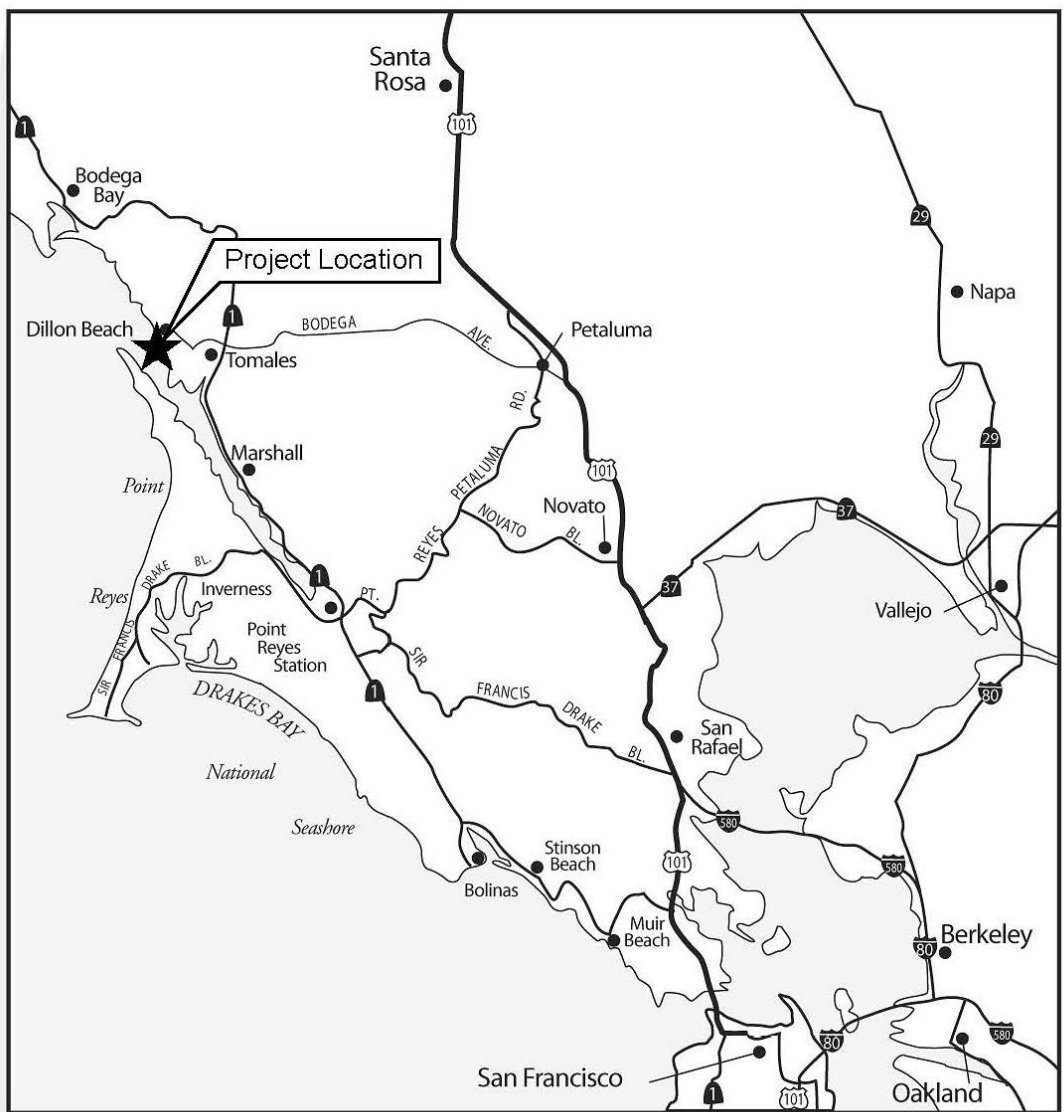 Santa
Rosa
101
1
Bodega
Bay
29
Project Location
Napa
Dillon Beach
1
BODEGA
AVE.
Petaluma
Tomales
RD.
29
Marshall
PETALUMA
101
Point
Novato
NOVATO
BL.
37
REYES
DRAKE
BL.
1
Inverness
PT.
37
Reyes
Vallejo
FRANCIS
Point
Reyes
Station
SIR
SIR
1
FRANCIS
80
DRAKES BAY
DRAKE
San
Rafael
BL.
National
Seashore
580
Stinson
Beach
101
580
Bolinas
Muir
Beach
Berkeley
80
80
580
San Francisco
Oakland
1
101